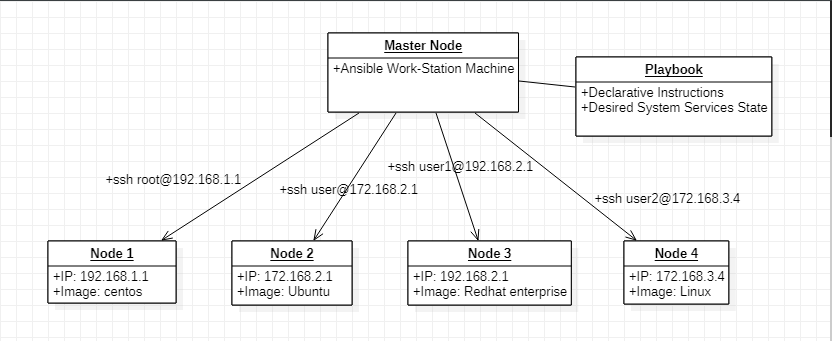 Master Node
+Ansible Work-Station Machine
Playbook
+Declarative Instructions
+Desired System Services State
+ssh root@192.168.1.1
+ssh user@172.168.2.1
+ssh user1@192.168.2.1
+ssh user2@172.168.3.4
Node 1
+IP: 192.168.1.1
+Image: centos
Node 2
+IP: 172.168.2.1
+Image: Ubuntu
Node 3
+IP: 192.168.2.1
+Image: Redhat enterprise
Node 4
+IP: 172.168.3.4
+Image: Linux